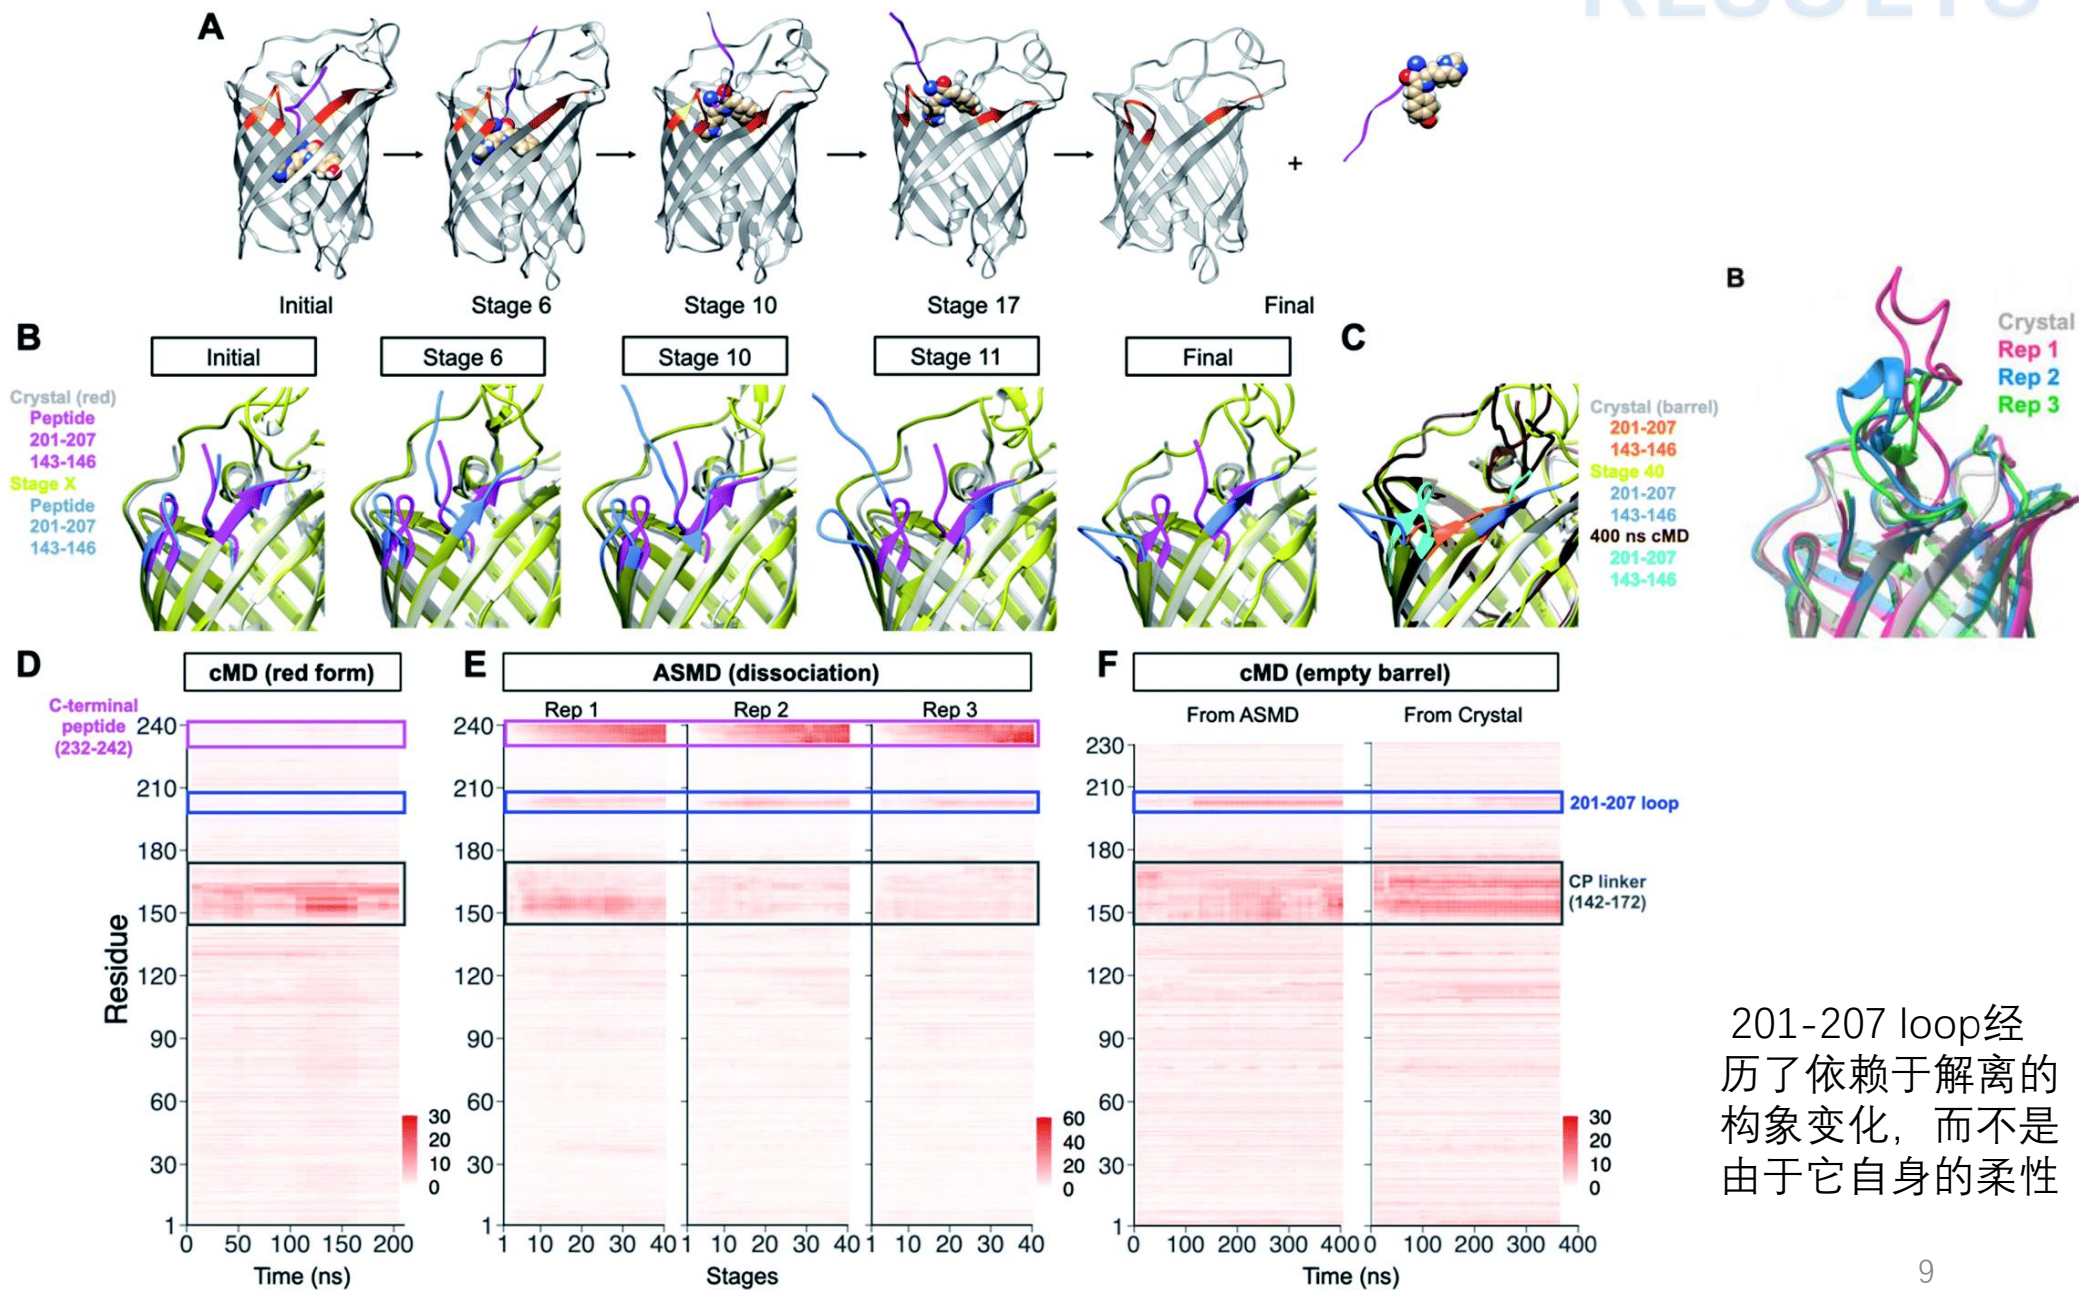 RESULTS
A
Initial
Stage 6
Stage 10
Stage 17
Final
+
B
Initial
Stage 6
Stage 10
Stage 11
Final
Crystal (red)
Peptide
201-207
143-146
Stage X
Peptide
201-207
143-146
C
Crystal (barrel)
201-207
143-146
Stage 40
201-207
143-146
400 ns cMD
201-207
143-146
B
Crystal
Rep 1
Rep 2
Rep 3
D
cMD (red form)
C-terminal
peptide
(232-242)
Residue
240
210
180
150
120
90
60
30
1
0 50 100 150 200
Time (ns)
30
20
10
0
E
ASMD (dissociation)
Rep 1
Rep 2
Rep 3
240
210
180
150
120
90
60
30
1
1 10 20 30 40
1 10 20 30 40
1 10 20 30 40
Stages
60
40
20
0
F
cMD (empty barrel)
From ASMD
From Crystal
230
210
180
150
120
90
60
30
1
0 100 200 300 400
0 100 200 300 400
Time (ns)
30
20
10
0
201-207 loop
CP linker
(142-172)
201-207 loop经
历了依赖于解离的
构象变化，而不是
由于它自身的柔性
9